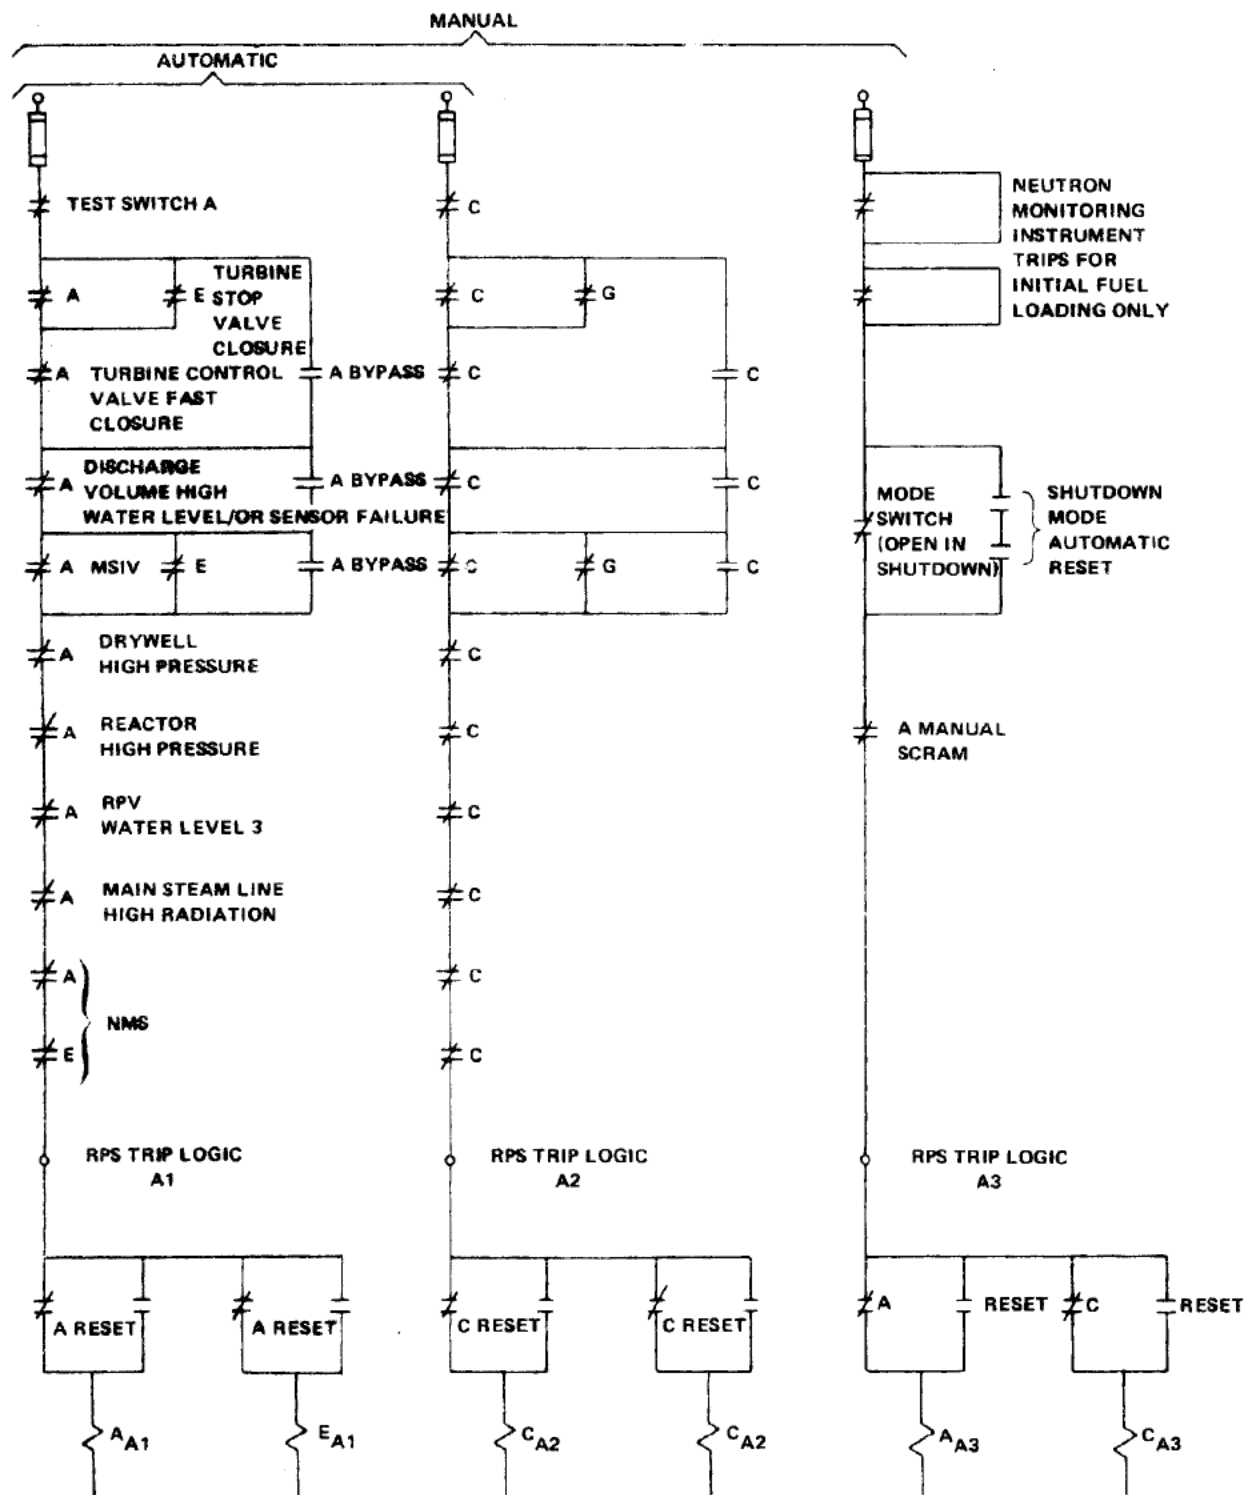 MANUAL
AUTOMATIC
TEST SWITCH A
C
NEUTRON
MONITORING
INSTRUMENT
TRIPS FOR
INITIAL FUEL
LOADING ONLY
A
E
TURBINE
STOP
VALVE
CLOSURE
C
G
A
TURBINE CONTROL
VALVE FAST
CLOSURE
A BYPASS
C
C
A
DISCHARGE
VOLUME HIGH
WATER LEVEL/OR SENSOR FAILURE
A BYPASS
C
C
MODE
SWITCH
(OPEN IN
SHUTDOWN)
SHUTDOWN
MODE
AUTOMATIC
RESET
A MSIV
E
A BYPASS
C
G
C
A
DRYWELL
HIGH PRESSURE
C
A
REACTOR
HIGH PRESSURE
C
A MANUAL
SCRAM
A
RPV
WATER LEVEL 3
C
A
MAIN STEAM LINE
HIGH RADIATION
C
A
C
NMS
E
C
RPS TRIP LOGIC
A1
RPS TRIP LOGIC
A2
RPS TRIP LOGIC
A3
A RESET
A RESET
C RESET
C RESET
A
RESET
C
RESET
AA1
EA1
CA2
CA2
AA3
CA3